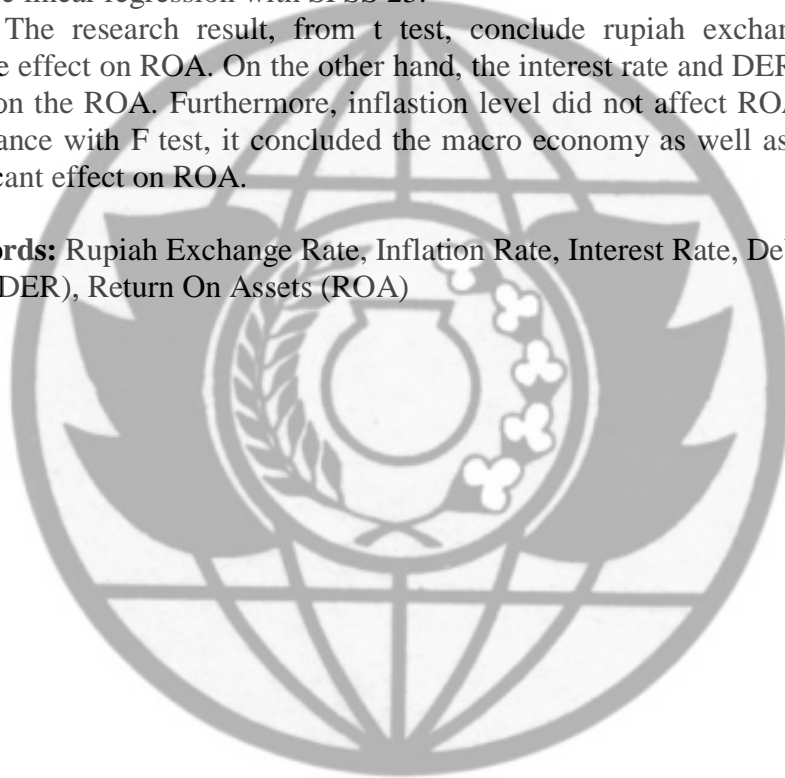 linear regression with SPSS 23.
The research result, from t test, conclude rupiah exchan
e effect on ROA. On the other hand, the interest rate and DER
on the ROA. Furthermore, inflastion level did not affect ROA
ance with F test, it concluded the macro economy as well as
cant effect on ROA.
ords: Rupiah Exchange Rate, Inflation Rate, Interest Rate, De
DER), Return On Assets (ROA)